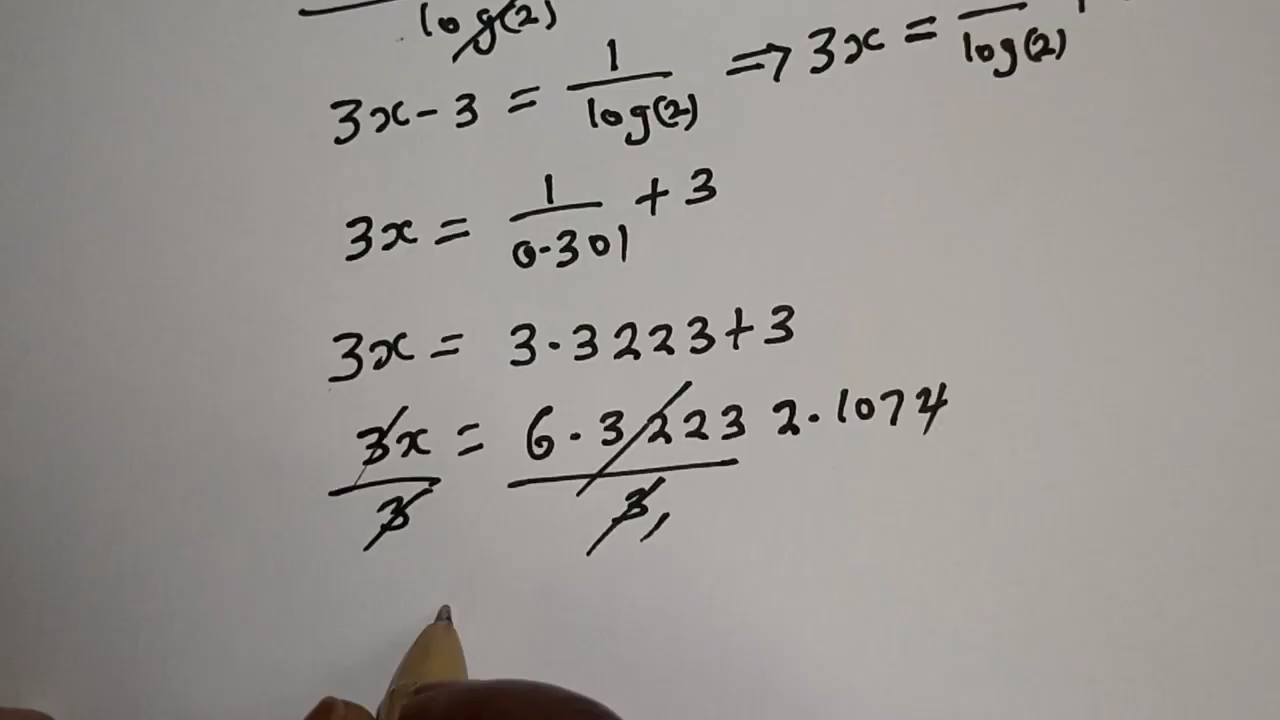 log(2)
3x - 3 = 1/log(2) ⇒ 3x = /log(2)
3x = 1/0.301 + 3
3x = 3.3223 + 3
3x/3 = 6.3223/3, 2.1074